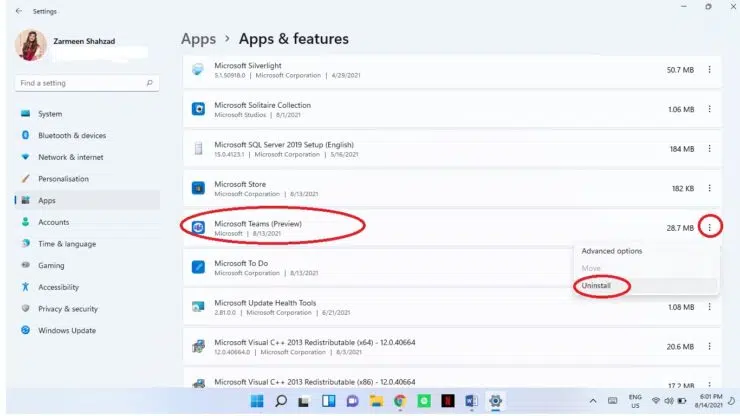 Settings
Zarmeen Shahzad
Find a setting
System
Bluetooth & devices
Network & internet
Personalisation
Apps
Accounts
Time & language
Gaming
Accessibility
Privacy & security
Windows Update
Apps > Apps & features
Microsoft Silverlight
5.1.50918.0 | Microsoft Corporation | 4/29/2021
50.7 MB
Microsoft Solitaire Collection
Microsoft Studios | 8/1/2021
1.06 MB
Microsoft SQL Server 2019 Setup (English)
15.0.4123.1 | Microsoft Corporation | 5/16/2021
184 MB
Microsoft Store
Microsoft Corporation | 8/13/2021
182 KB
Microsoft Teams (Preview)
Microsoft | 8/13/2021
28.7 MB
Advanced options
Move
Uninstall
Microsoft To Do
Microsoft Corporation | 8/13/2021
Microsoft Update Health Tools
2.81.0.0 | Microsoft Corporation | 6/21/2021
1.08 MB
Microsoft Visual C++ 2013 Redistributable (x64) - 12.0.40664
12.0.40664.0 | Microsoft Corporation | 8/3/2021
20.6 MB
Microsoft Visual C++ 2013 Redistributable (x86) - 12.0.40664
17.2 MB
ENG
US
6:01 PM
8/14/2021